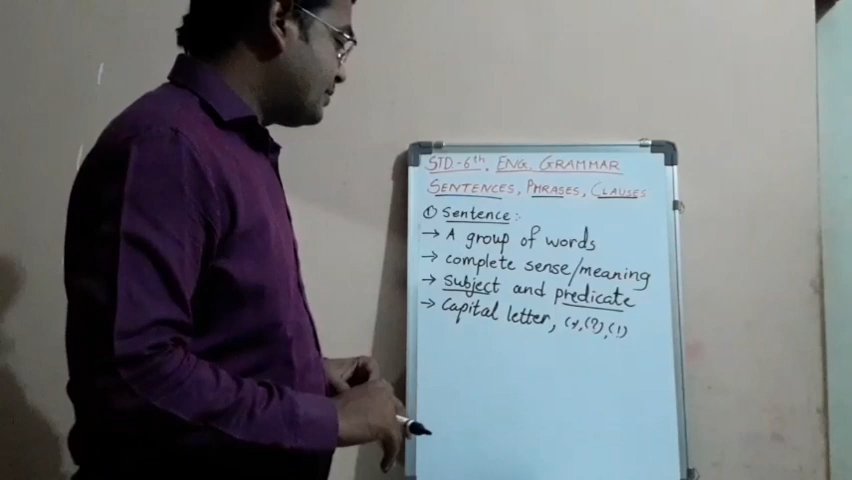 STD-6th, ENG. GRAMMAR
SENTENCES, PHRASES, CLAUSES
① Sentence:
→ A group of words
→ complete sense/meaning
→ Subject and predicate
→ Capital letter, (.), (?), (!)